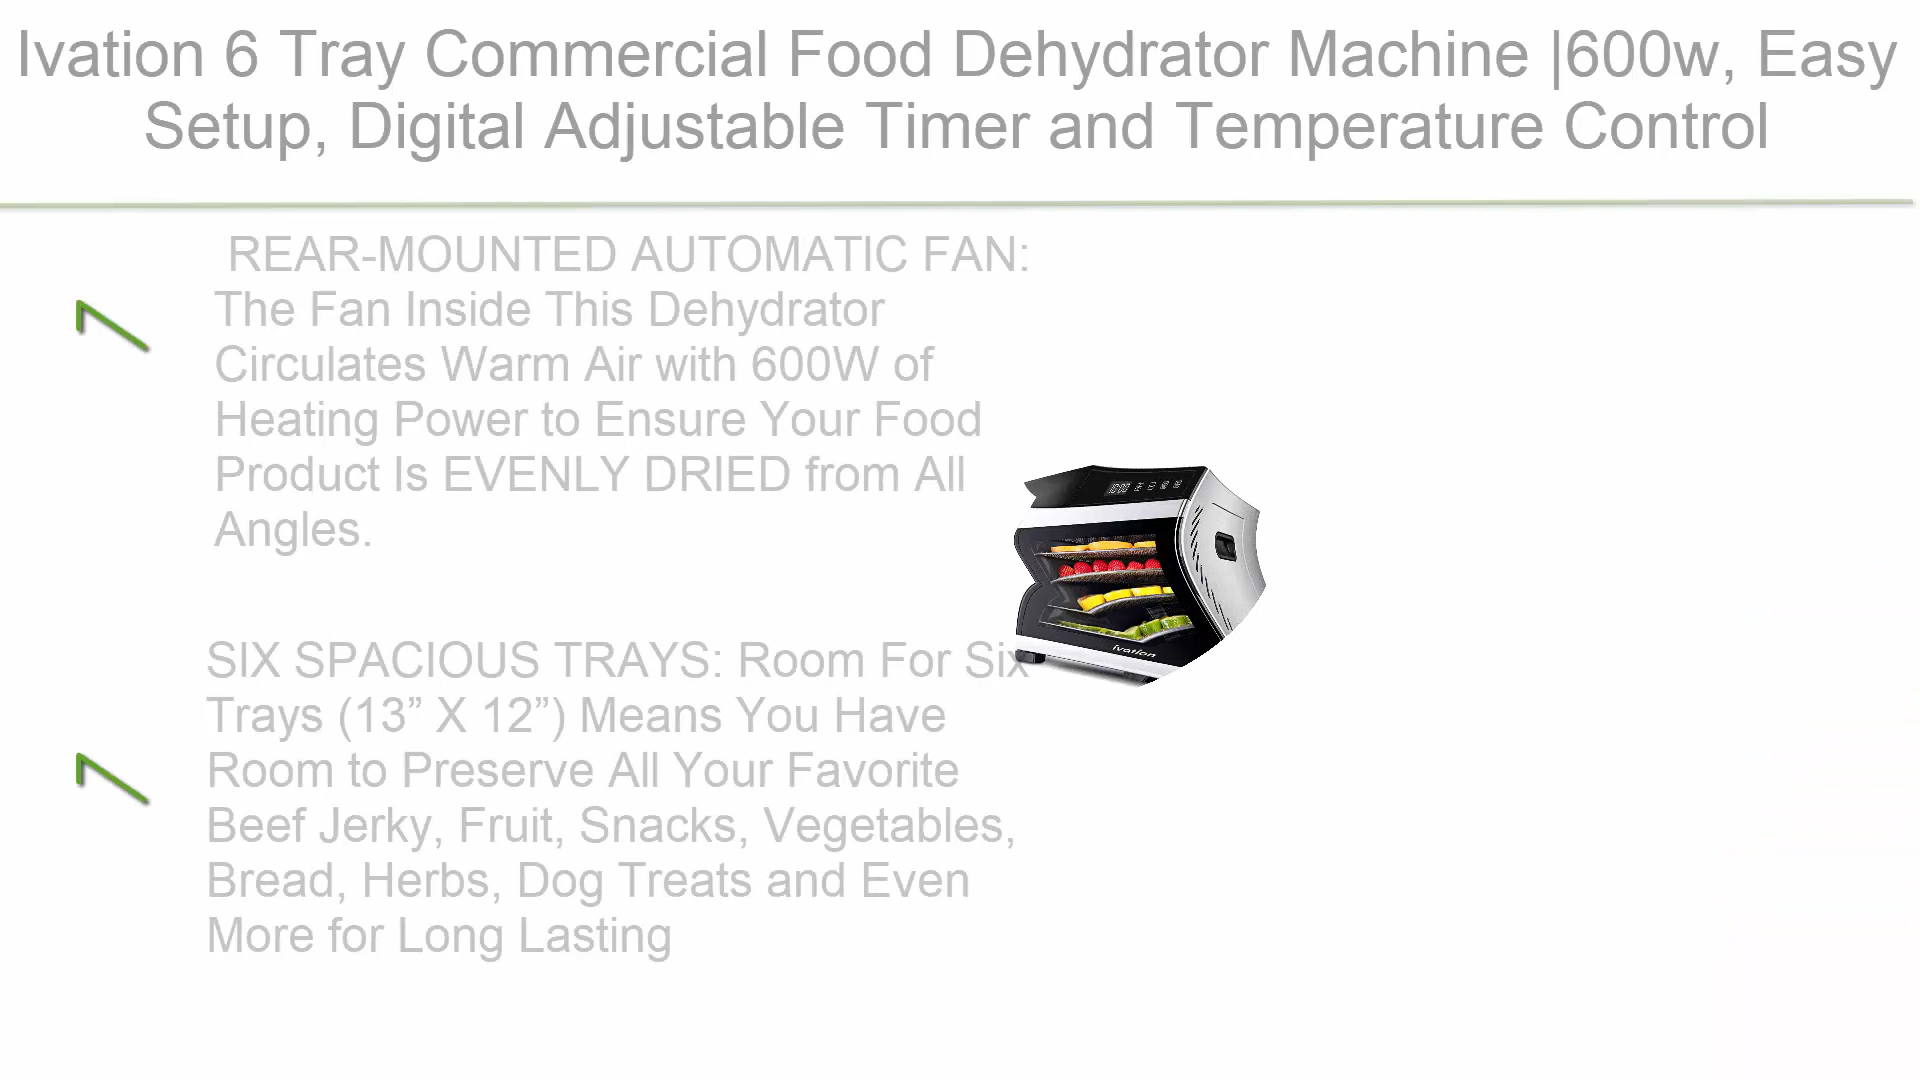 Ivation 6 Tray Commercial Food Dehydrator Machine |600w, Easy
Setup, Digital Adjustable Timer and Temperature Control
REAR-MOUNTED AUTOMATIC FAN:
The Fan Inside This Dehydrator
Circulates Warm Air with 600W of
Heating Power to Ensure Your Food
Product Is EVENLY DRIED from All
Angles.
SIX SPACIOUS TRAYS: Room For Six
Trays (13” X 12”) Means You Have
Room to Preserve All Your Favorite
Beef Jerky, Fruit, Snacks, Vegetables,
Bread, Herbs, Dog Treats and Even
More for Long Lasting
10:00
ivation